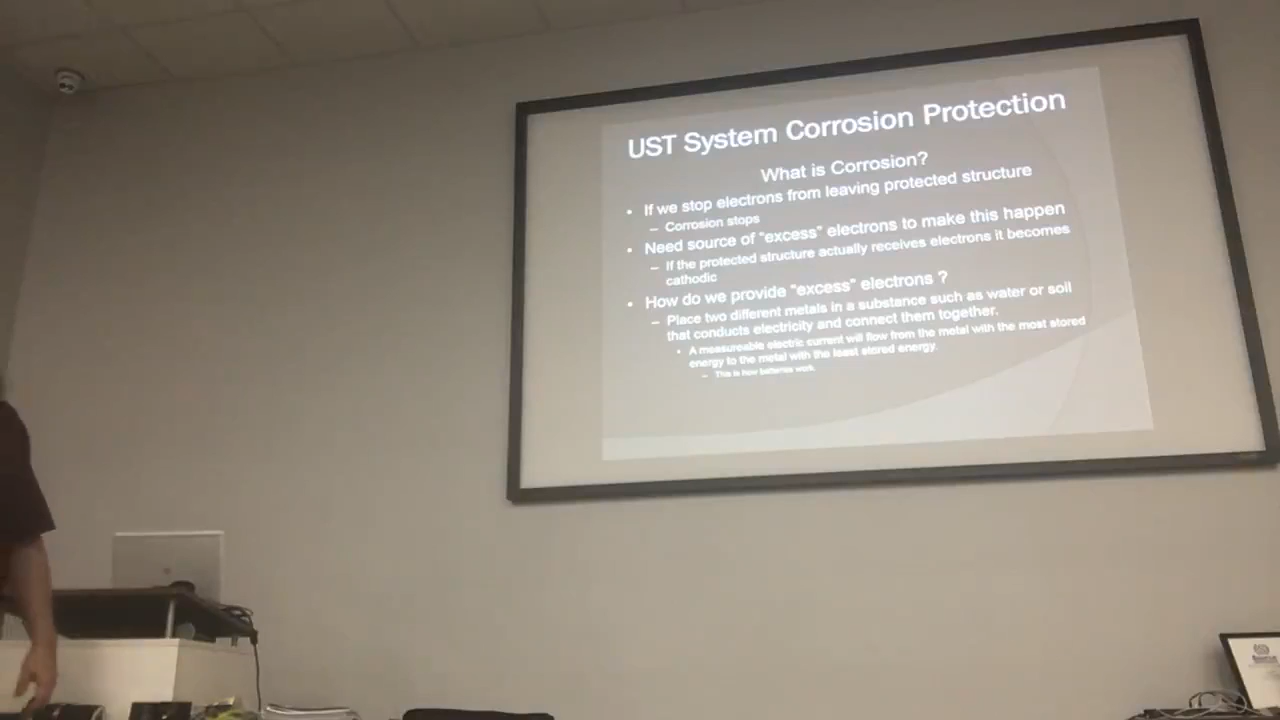 UST System Corrosion Protection
What is Corrosion?
• If we stop electrons from leaving protected structure
– Corrosion stops
• Need source of "excess" electrons to make this happen
– If the protected structure actually receives electrons it becomes
cathodic
• How do we provide "excess" electrons ?
– Place two different metals in a substance such as water or soil
that conducts electricity and connect them together.
• A measureable electric current will flow from the metal with the most stored
energy to the metal with the least stored energy.
– This is how batteries work.